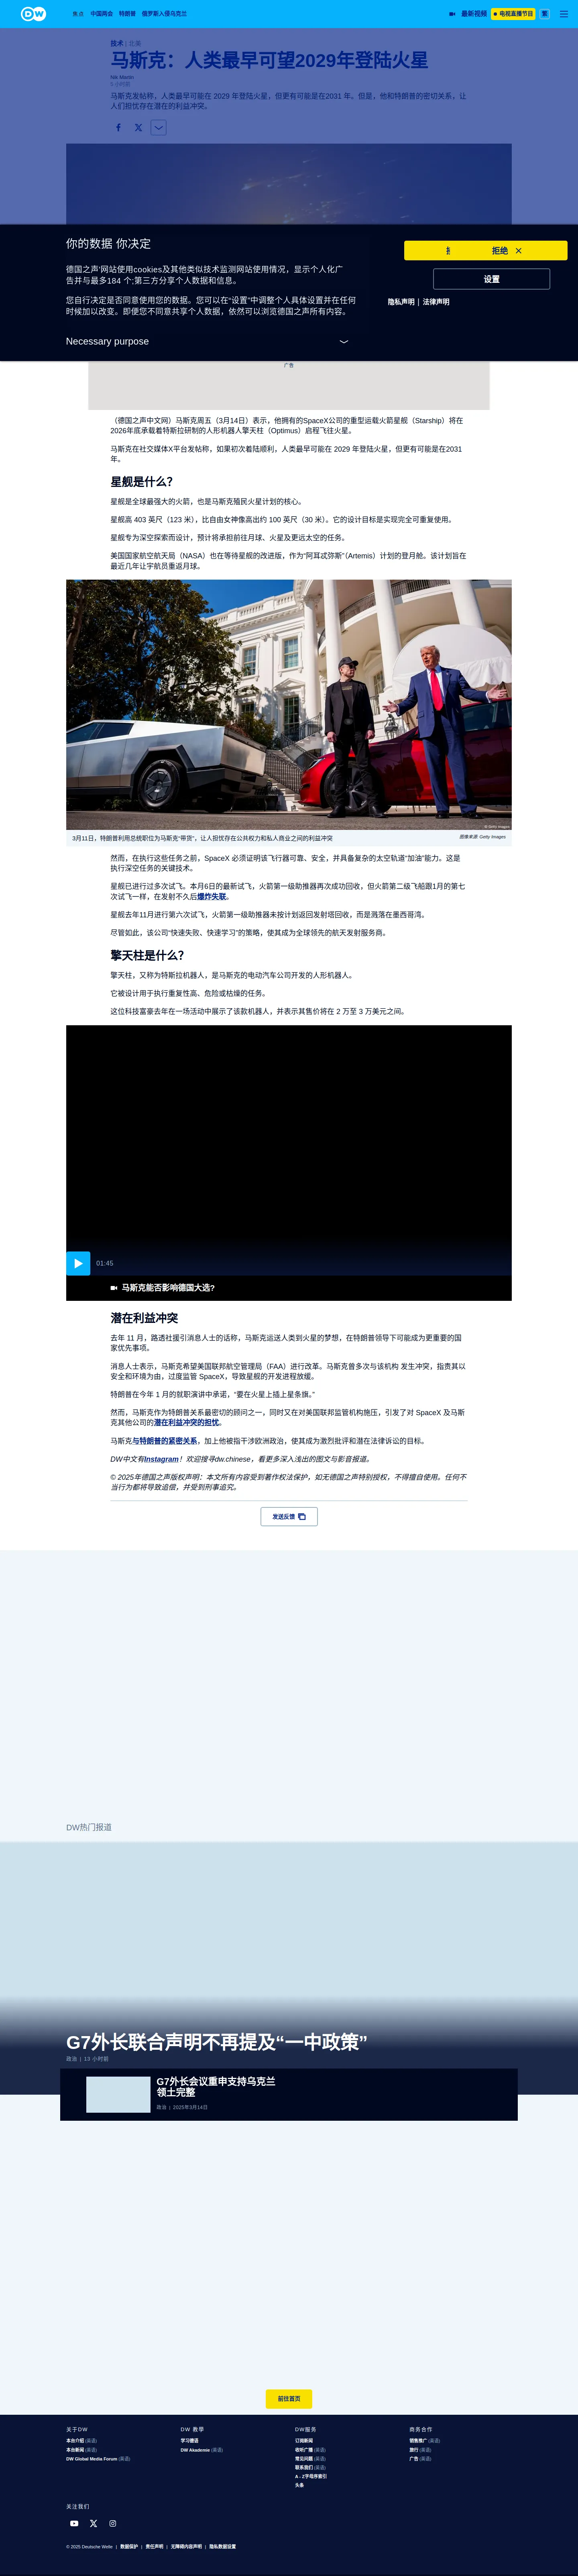 DW
焦点 中国两会 特朗普 俄罗斯入侵乌克兰
最新视频 电视直播节目
技术 | 北美
马斯克：人类最早可望2029年登陆火星
Nik Martin
马斯克发帖称，人类最早可能在 2029 年登陆火星，但更有可能是在2031 年。但是，他和特朗普的密切关系，让
人们担忧存在潜在的利益冲突。
你的数据 你决定
德国之声‛网站使用cookies及其他类似技术监测网站使用情况，显示个人化广
告并与最多184 个;第三方分享个人数据和信息。
您自行决定是否同意使用您的数据。您可以在“设置”中调整个人具体设置并在任何
时候加以改变。即便您不同意共享个人数据，依然可以浏览德国之声所有内容。
Necessary purpose
拒绝
设置
隐私声明 | 法律声明
广告
（德国之声中文网）马斯克周五（3月14日）表示，他拥有的SpaceX公司的重型运载火箭星舰（Starship）将在
2026年底承载着特斯拉研制的人形机器人擎天柱（Optimus）启程飞往火星。
马斯克在社交媒体X平台发帖称，如果初次着陆顺利，人类最早可能在 2029 年登陆火星，但更有可能是在2031
年。
星舰是什么？
星舰是全球最强大的火箭，也是马斯克殖民火星计划的核心。
星舰高 403 英尺（123 米），比自由女神像高出约 100 英尺（30 米）。它的设计目标是实现完全可重复使用。
星舰专为深空探索而设计，预计将承担前往月球、火星及更远太空的任务。
美国国家航空航天局（NASA）也在等待星舰的改进版，作为“阿耳忒弥斯”（Artemis）计划的登月舱。该计划旨在
最近几年让宇航员重返月球。
3月11日，特朗普利用总统职位为马斯克“带货”，让人担忧存在公共权力和私人商业之间的利益冲突
图像来源: Getty Images
然而，在执行这些任务之前，SpaceX 必须证明该飞行器可靠、安全，并具备复杂的太空轨道“加油”能力。这是
执行深空任务的关键技术。
星舰已进行过多次试飞。本月6日的最新试飞，火箭第一级助推器再次成功回收，但火箭第二级飞船跟1月的第七
次试飞一样，在发射不久后爆炸失联。
星舰去年11月进行第六次试飞，火箭第一级助推器未按计划返回发射塔回收，而是溅落在墨西哥湾。
尽管如此，该公司“快速失败、快速学习”的策略，使其成为全球领先的航天发射服务商。
擎天柱是什么？
擎天柱，又称为特斯拉机器人，是马斯克的电动汽车公司开发的人形机器人。
它被设计用于执行重复性高、危险或枯燥的任务。
这位科技富豪去年在一场活动中展示了该款机器人，并表示其售价将在 2 万至 3 万美元之间。
01:45
马斯克能否影响德国大选?
潜在利益冲突
去年 11 月，路透社援引消息人士的话称，马斯克运送人类到火星的梦想，在特朗普领导下可能成为更重要的国
家优先事项。
消息人士表示，马斯克希望美国联邦航空管理局（FAA）进行改革。马斯克曾多次与该机构 发生冲突，指责其以
安全和环境为由，过度监管 SpaceX，导致星舰的开发进程放缓。
特朗普在今年 1 月的就职演讲中承诺，“要在火星上插上星条旗。”
然而，马斯克作为特朗普关系最密切的顾问之一，同时又在对美国联邦监管机构施压，引发了对 SpaceX 及马斯
克其他公司的潜在利益冲突的担忧。
马斯克与特朗普的紧密关系，加上他被指干涉欧洲政治，使其成为激烈批评和潜在法律诉讼的目标。
DW中文有Instagram！欢迎搜寻dw.chinese，看更多深入浅出的图文与影音报道。
© 2025年德国之声版权声明：本文所有内容受到著作权法保护，如无德国之声特别授权，不得擅自使用。任何不
当行为都将导致追偿，并受到刑事追究。
发送反馈
DW热门报道
G7外长联合声明不再提及“一中政策”
政治 | 13 小时前
G7外长会议重申支持乌克兰
领土完整
政治 | 2025年3月14日
前往首页
关于DW
本台介绍 (英语)
本台新闻 (英语)
DW Global Media Forum (英语)
DW 教學
学习德语
DW Akademie (英语)
DW服务
订阅新闻
收听广播 (英语)
常见问题 (英语)
联系我们 (英语)
A - Z字母序索引
头条
商务合作
销售推广 (英语)
旅行 (英语)
广告 (英语)
关注我们
© 2025 Deutsche Welle | 数据保护 | 责任声明 | 无障碍内容声明 | 隐私数据设置